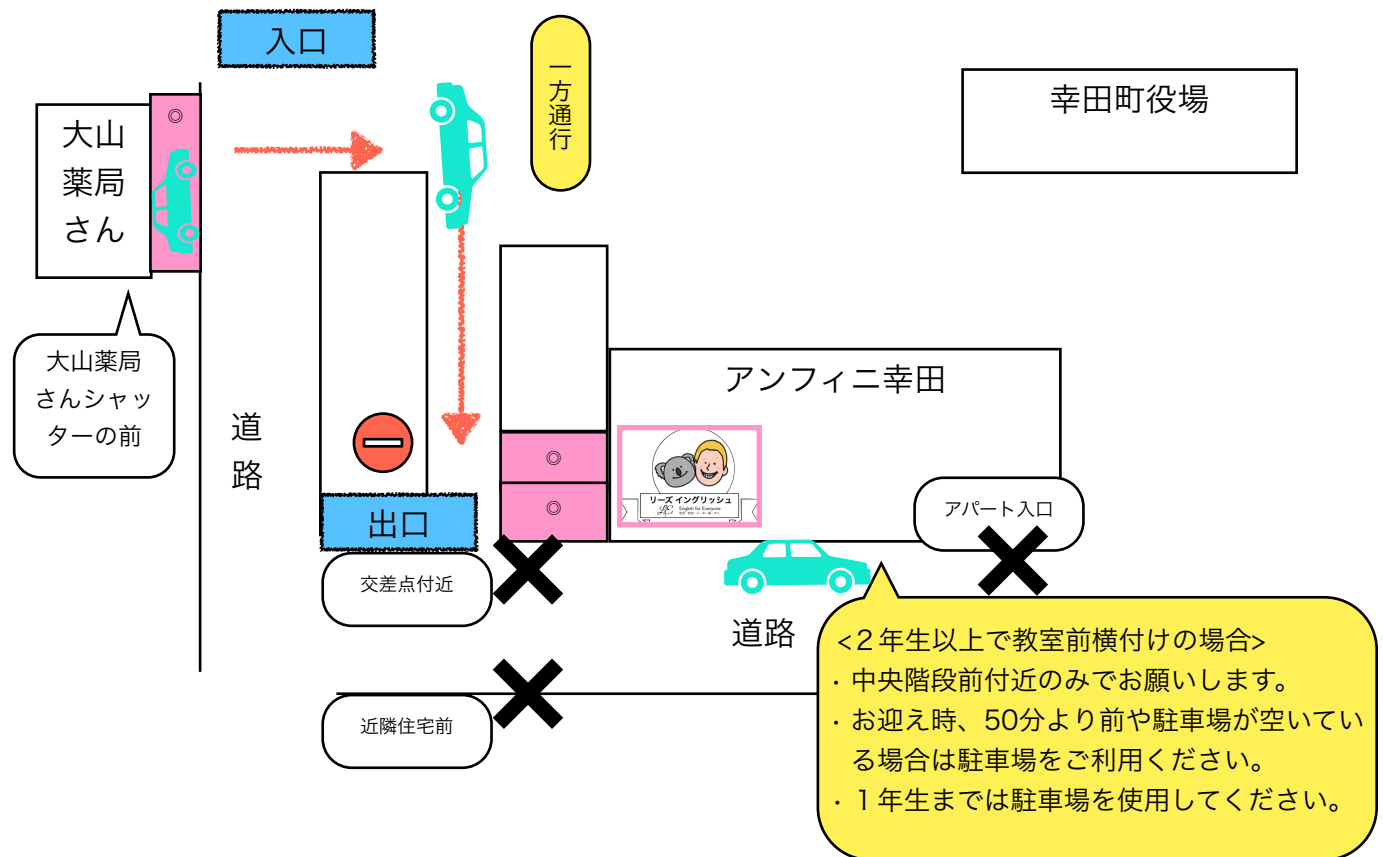 入口
一方通行
幸田町役場
大山
薬局
さん
◎
大山薬局
さんシャッ
ターの前
道
路
アンフィニ幸田
◎
◎
リーズ イングリッシュ
English for Everyone
出口
アパート入口
交差点付近
道路
近隣住宅前
<２年生以上で教室前横付けの場合>
・中央階段前付近のみでお願いします。
・お迎え時、50分より前や駐車場が空いてい
る場合は駐車場をご利用ください。
・１年生までは駐車場を使用してください。